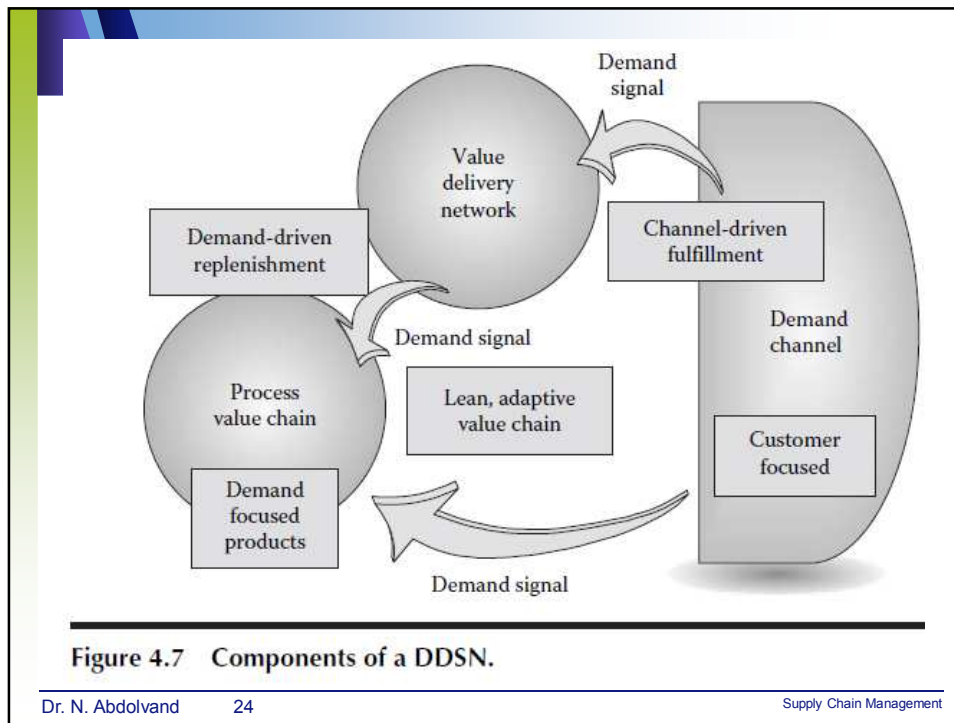 Demand
signal
Value
delivery
network
Demand-driven
replenishment
Channel-driven
fulfillment
Demand signal
Demand
channel
Process
value chain
Lean, adaptive
value chain
Customer
focused
Demand
focused
products
Demand signal
Figure 4.7 Components of a DDSN.
Dr. N. Abdolvand 24 Supply Chain Management